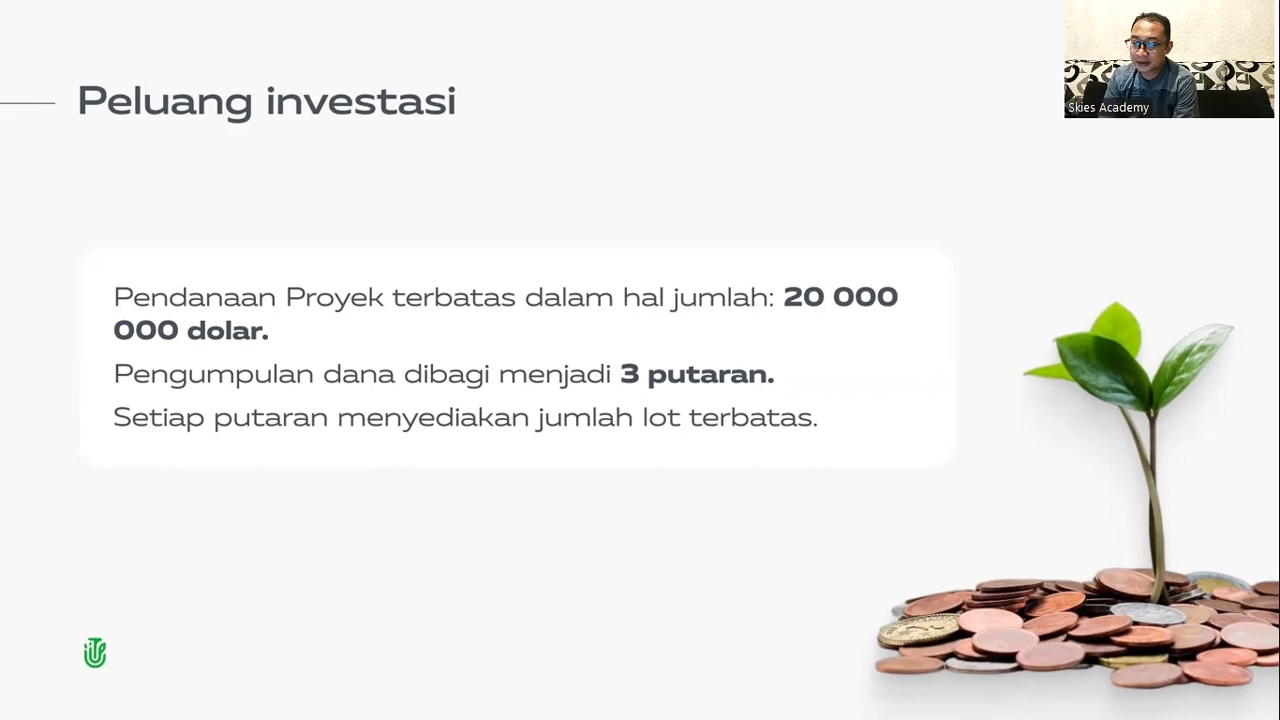 Peluang investasi
Skies Academy
Pendanaan Proyek terbatas dalam hal jumlah: 20 000
000 dolar.
Pengumpulan dana dibagi menjadi 3 putaran.
Setiap putaran menyediakan jumlah lot terbatas.